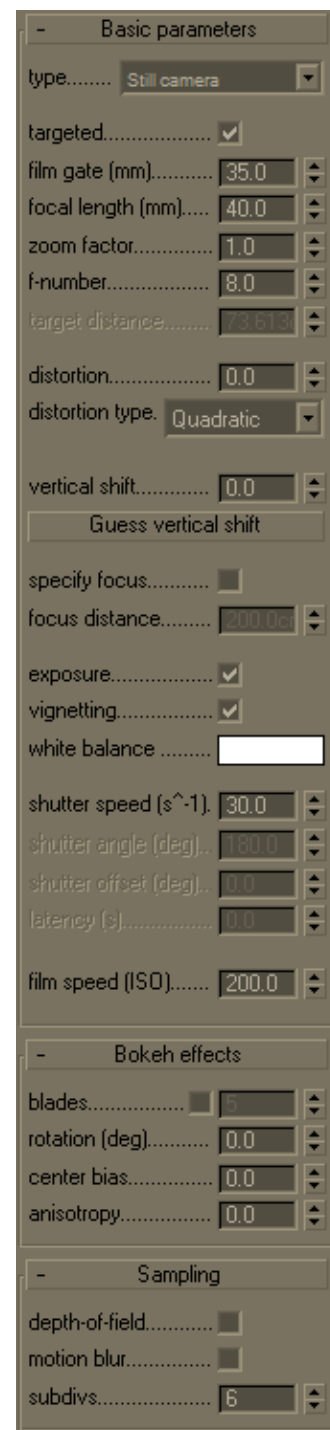 - Basic parameters
type........ Still camera
targeted..................
film gate (mm).......... 35.0
focal length (mm)..... 40.0
zoom factor............. 1.0
f-number................. 8.0
target distance........ 73.613c
distortion................. 0.0
distortion type. Quadratic
vertical shift............. 0.0
Guess vertical shift
specify focus...........
focus distance......... 200.0cm
exposure.................
vignetting................
white balance .........
shutter speed (s^-1). 30.0
shutter angle (deg)... 180.0
shutter offset (deg)... 0.0
latency (s)............... 0.0
film speed (ISO)....... 200.0
- Bokeh effects
blades................ 5
rotation (deg)........... 0.0
center bias.............. 0.0
anisotropy............... 0.0
- Sampling
depth-of-field............
motion blur..............
subdivs................... 6